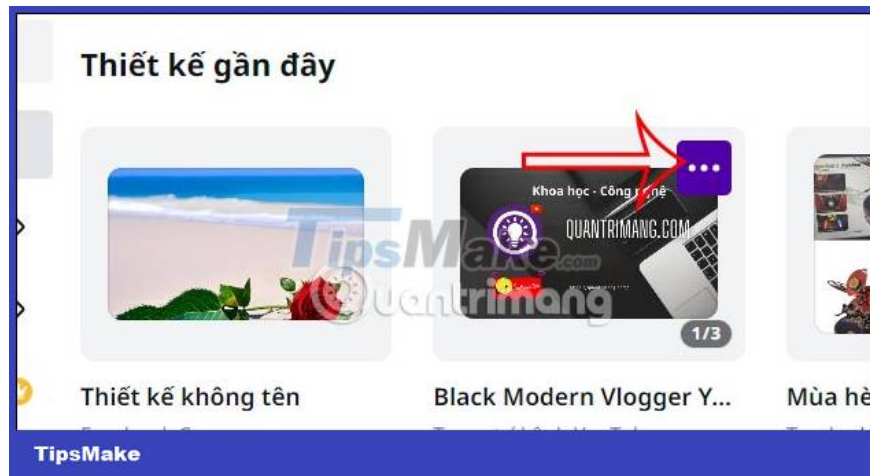 Thiết kế gần đây
Khoa học - Công nghệ
QUANTRIMANG.COM
TipsMake.com
Quantrimang
1/3
Thiết kế không tên
Black Modern Vlogger Y...
Mùa hè
TipsMake